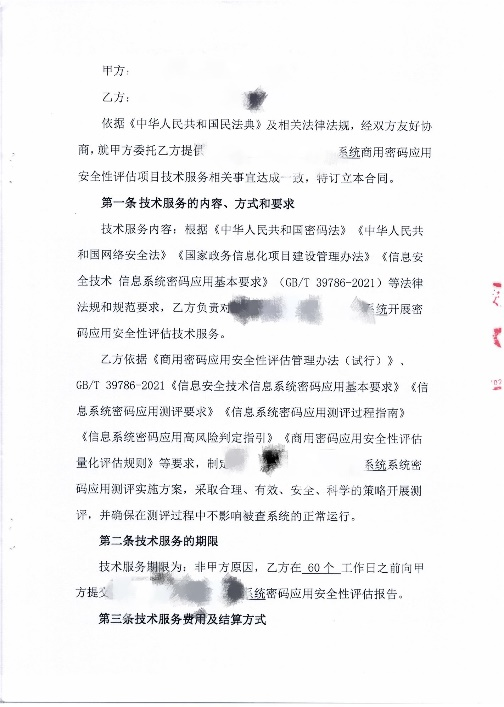 甲方:
乙方:
依据《中华人民共和国民法典》及相关法律法规，经双方友好协
商，就甲方委托乙方提供 系统商用密码应用
安全性评估项目技术服务相关事宜达成一致，特订立本合同。
第一条技术服务的内容、方式和要求
技术服务内容：根据《中华人民共和国密码法》《中华人民共
和国网络安全法》《国家政务信息化项目建设管理办法》《信息安
全技术 信息系统密码应用基本要求》（GB/T 39786-2021）等法律
法规和规范要求，乙方负责对 系统开展密
码应用安全性评估技术服务。
乙方依据《商用密码应用安全性评估管理办法（试行）》、
GB/T 39786-2021《信息安全技术信息系统密码应用基本要求》《信
息系统密码应用测评要求》《信息系统密码应用测评过程指南》
《信息系统密码应用高风险判定指引》《商用密码应用安全性评估
量化评估规则》等要求，制定 系统系统密
码应用测评实施方案，采取合理、有效、安全、科学的策略开展测
评，并确保在测评过程中不影响被查系统的正常运行。
第二条技术服务的期限
技术服务期限为：非甲方原因，乙方在 60个 工作日之前向甲
方提交 系统密码应用安全性评估报告。
第三条技术服务费用及结算方式